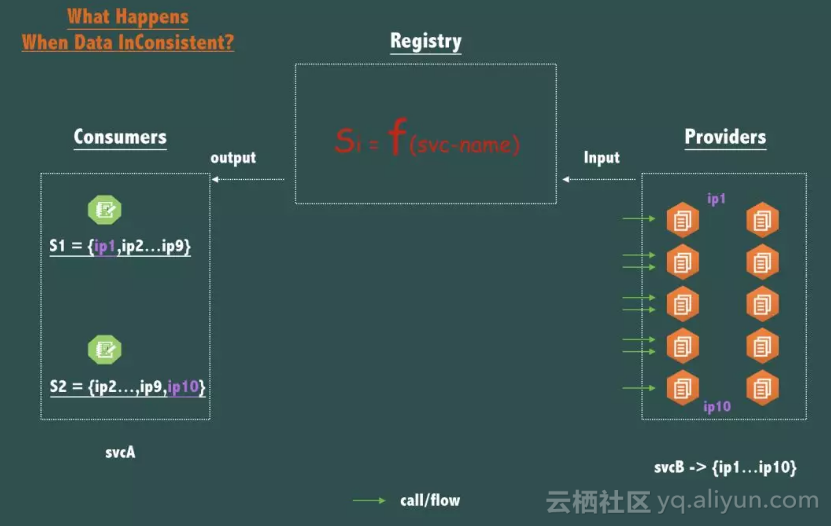 What Happens
When Data InConsistent?
Registry
Si = f(svc-name)
Consumers
output
Input
Providers
S1 = {ip1,ip2...ip9}
S2 = {ip2...,ip9,ip10}
svcA
ip1
ip10
svcB -> {ip1...ip10}
call/flow
云栖社区 yq.aliyun.com